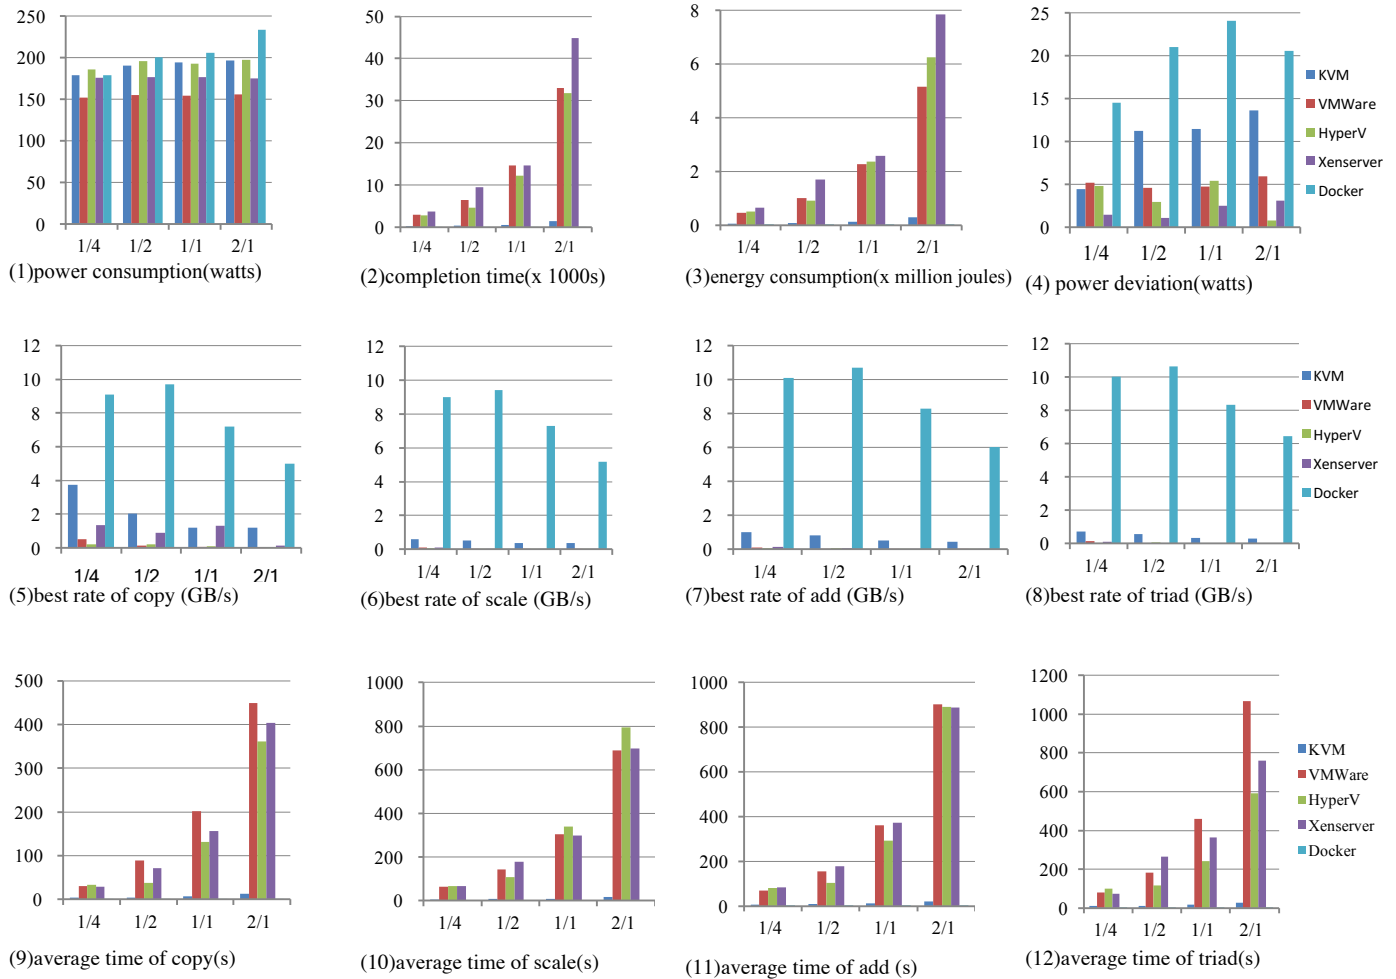 250
200
150
100
50
0
1/4 1/2 1/1 2/1
(1)power consumption(watts)
50
40
30
20
10
0
1/4 1/2 1/1 2/1
(2)completion time(x 1000s)
8
6
4
2
0
1/4 1/2 1/1 2/1
(3)energy consumption(x million joules)
25
20
15
10
5
0
1/4 1/2 1/1 2/1
(4) power deviation(watts)
KVM
VMWare
HyperV
Xenserver
Docker
12
10
8
6
4
2
0
1/4 1/2 1/1 2/1
(5)best rate of copy (GB/s)
12
10
8
6
4
2
0
1/4 1/2 1/1 2/1
(6)best rate of scale (GB/s)
12
10
8
6
4
2
0
1/4 1/2 1/1 2/1
(7)best rate of add (GB/s)
12
10
8
6
4
2
0
1/4 1/2 1/1 2/1
(8)best rate of triad (GB/s)
KVM
VMWare
HyperV
Xenserver
Docker
500
400
300
200
100
0
1/4 1/2 1/1 2/1
(9)average time of copy(s)
1000
800
600
400
200
0
1/4 1/2 1/1 2/1
(10)average time of scale(s)
1000
800
600
400
200
0
1/4 1/2 1/1 2/1
(11)average time of add (s)
1200
1000
800
600
400
200
0
1/4 1/2 1/1 2/1
(12)average time of triad(s)
KVM
VMWare
HyperV
Xenserver
Docker